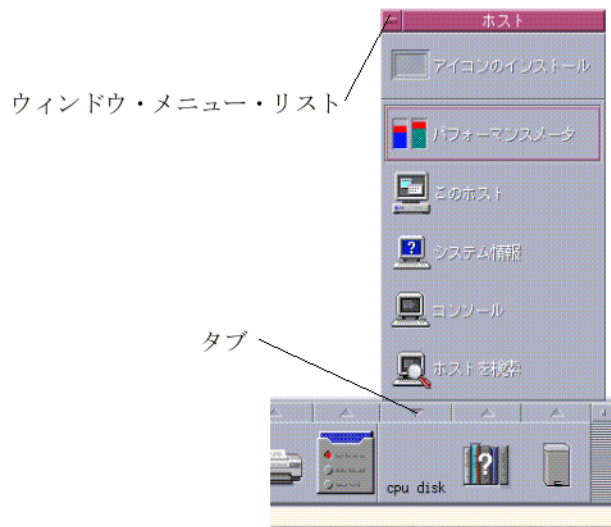 ホスト
アイコンのインストール
ウィンドウ・メニュー・リスト
パフォーマンスメータ
このホスト
システム情報
コンソール
タブ
ホストを検索
cpu disk
?
?